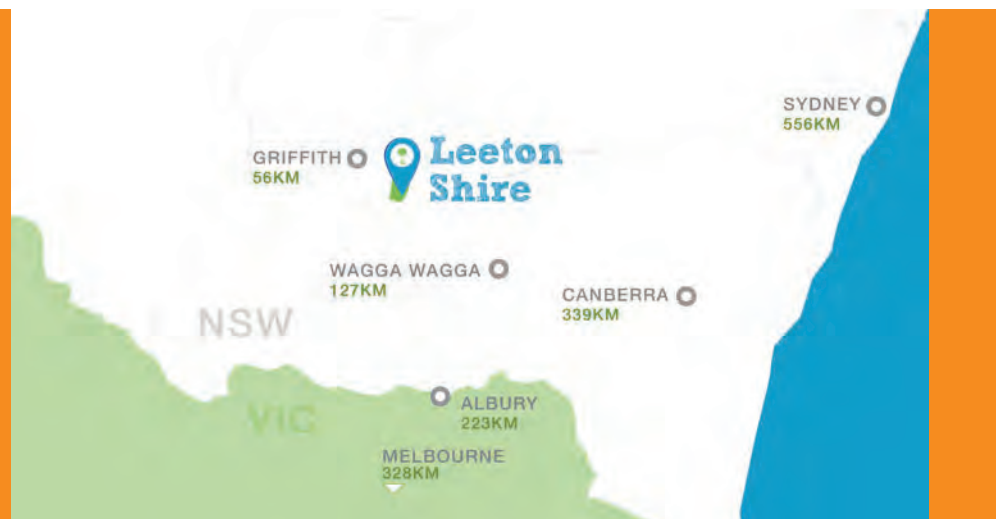 SYDNEY
556KM
GRIFFITH
56KM
Leeton
Shire
WAGGA WAGGA
127KM
CANBERRA
339KM
NSW
ALBURY
223KM
VIC
MELBOURNE
328KM